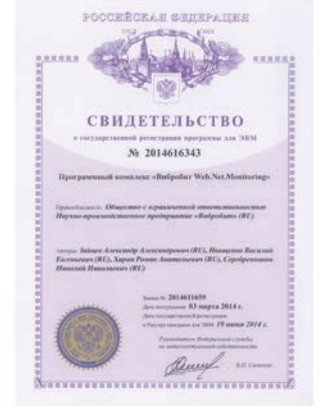 РОССИЙСКАЯ ФЕДЕРАЦИЯ
СВИДЕТЕЛЬСТВО
о государственной регистрации программы для ЭВМ
№ 2014616343
Программный комплекс «Вибробит Web.Net.Monitoring»
Правообладатель: Общество с ограниченной ответственностью
Научно-производственное предприятие «Вибробит» (RU)
Авторы: Зайцев Александр Александрович (RU), Иващенко Василий
Евгеньевич (RU), Харин Роман Анатольевич (RU), Серебренников
Николай Николаевич (RU)
Заявка № 2014611659
Дата поступления 03 марта 2014 г.
Дата государственной регистрации
в Реестре программ для ЭВМ 19 июня 2014 г.
Руководитель Федеральной службы
по интеллектуальной собственности
Б.П. Симонов